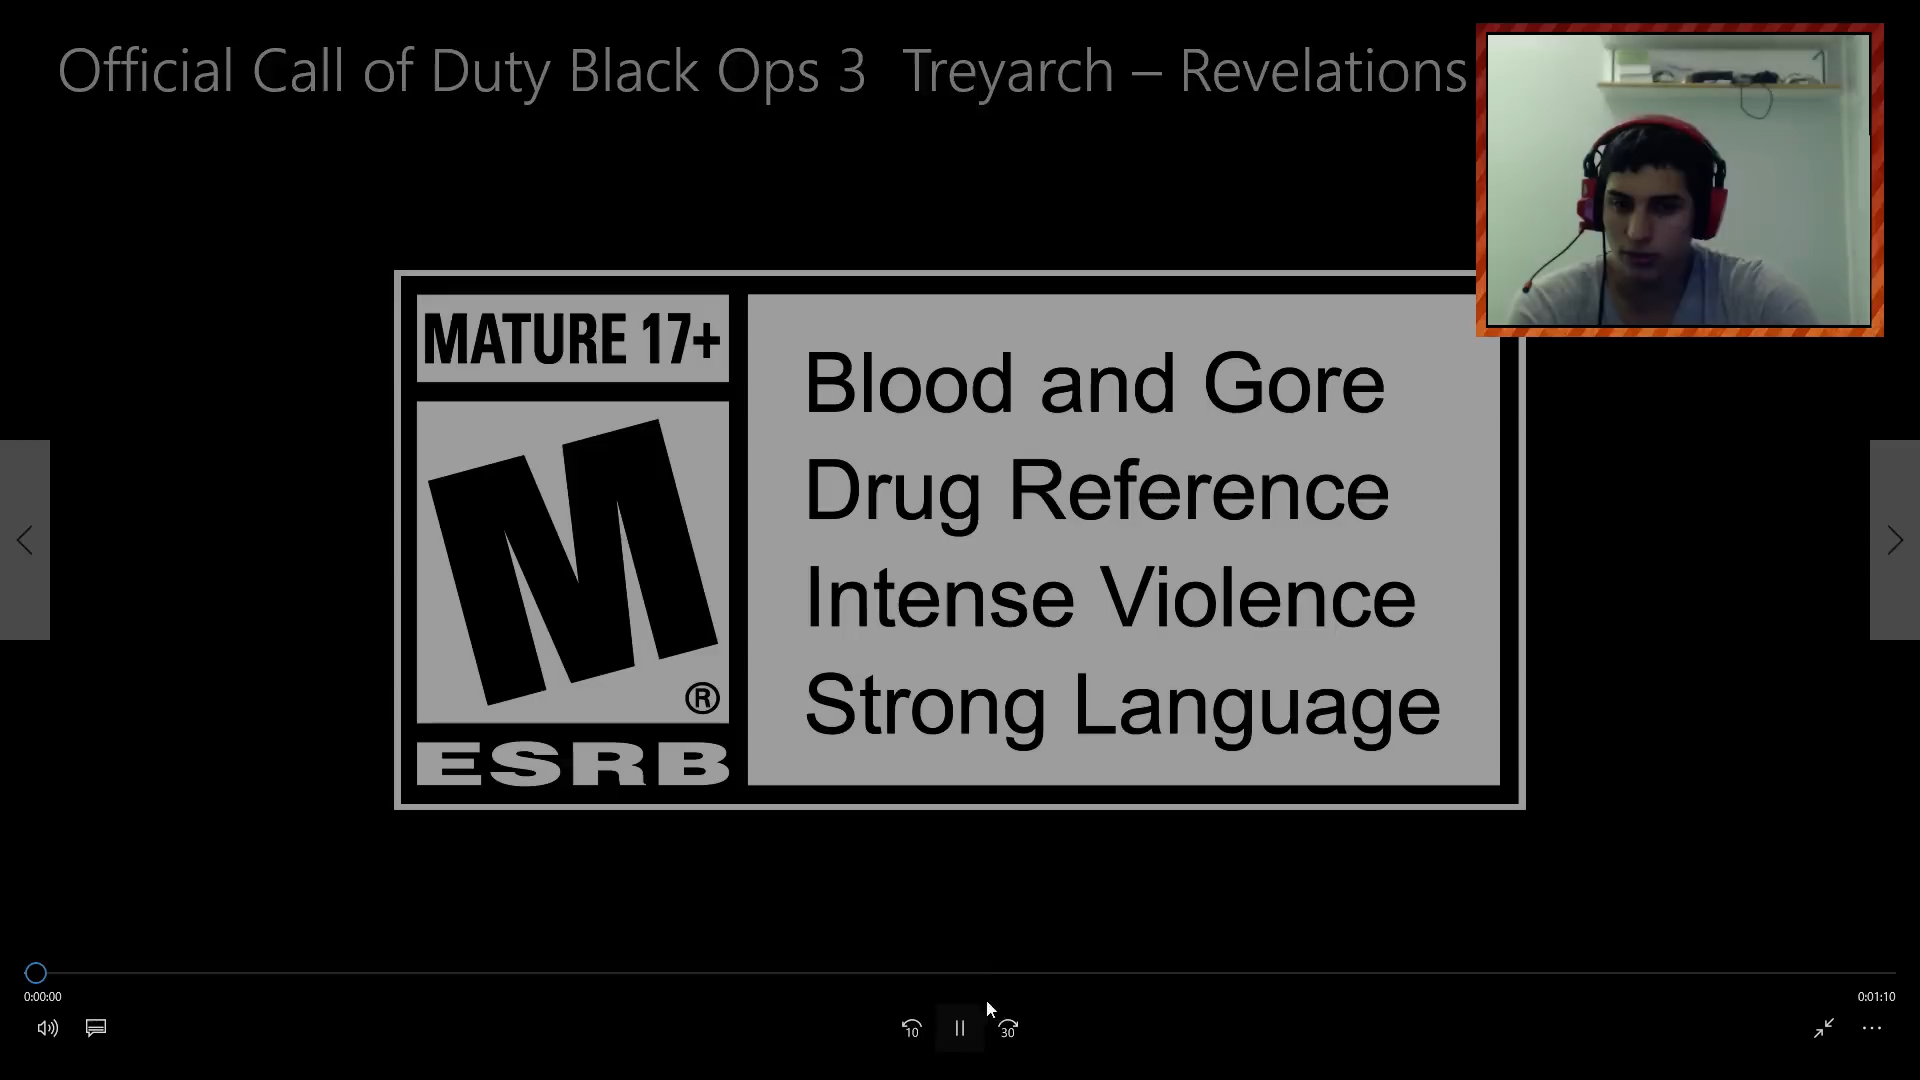 Official Call of Duty Black Ops 3  Treyarch – Revelations
MATURE 17+
M
®
ESRB
Blood and Gore
Drug Reference
Intense Violence
Strong Language
0:00:00
0:01:10
10
30